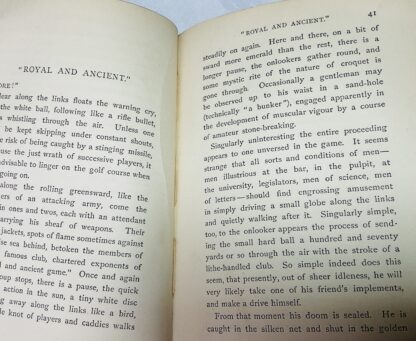 "ROYAL AND ANCIENT."
ORE!"
lear along the links floats the warning cry,
the white ball, following like a rifle bullet,
whistling through the air. Unless one
be kept skipping under constant shouts,
e risk of being caught by a stinging missile,
use the just wrath of successive players, it
advisable to linger on the golf course when
going on.
along the rolling greensward, like the
ers of an attacking army, come the
in ones and twos, each with an attendant
arrying his sheaf of weapons. Their
jackets, spots of flame sometimes against
ue sea behind, betoken the members of
famous club, chartered exponents of
and ancient game." Once and again
oup stops, there is a pause, the quick
action in the sun, a tiny white disc
ng away along the links like a bird,
e knot of players and caddies walks
"ROYAL AND ANCIENT." 41
steadily on again. Here and there, on a bit of
sward more emerald than the rest, there is a
longer pause, the onlookers gather round, and
some mystic rite of the nature of croquet is
gone through. Occasionally a gentleman may
be observed up to his waist in a sand-hole
(technically "a bunker"), engaged apparently in
the development of muscular vigour by a course
of amateur stone-breaking.
Singularly uninteresting the entire proceeding
appears to one unversed in the game. It seems
strange that all sorts and conditions of men—
men illustrious at the bar, in the pulpit, at
the university, legislators, men of science, men
of letters—should find engrossing amusement
in simply driving a small globe along the links
and quietly walking after it. Singularly simple,
too, to the onlooker appears the process of send-
ing the small hard ball a hundred and seventy
yards or so through the air with the stroke of a
lithe-handled club. So simple indeed does this
seem, that presently, out of sheer idleness, he will
very likely take one of his friend's implements,
and make a drive himself.
From that moment his doom is sealed. He is
caught in the silken net and shut in the golden